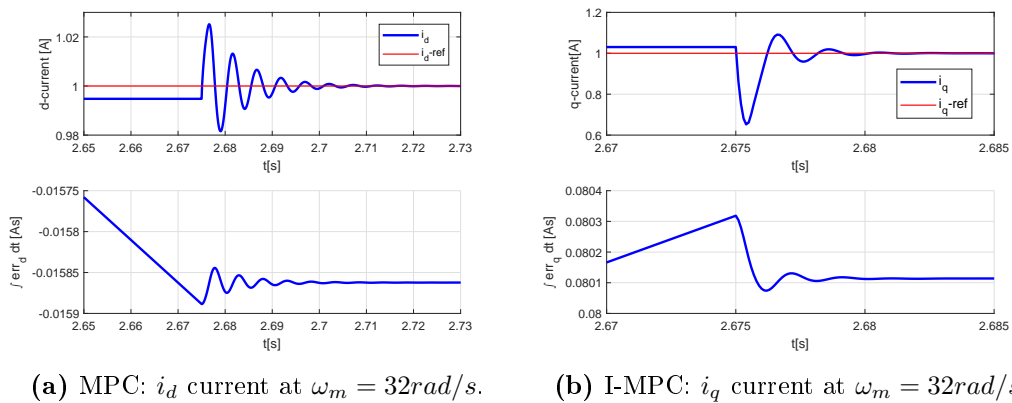 1.02
1
0.98
d-current [A]
i_d
i_d-ref
2.65 2.66 2.67 2.68 2.69 2.7 2.71 2.72 2.73
t[s]
-0.01575
-0.0158
-0.01585
-0.0159
∫ err_d dt [As]
2.65 2.66 2.67 2.68 2.69 2.7 2.71 2.72 2.73
t[s]
(a) MPC: i_d current at ω_m = 32rad/s.
1.2
1
0.8
0.6
q-current[A]
i_q
i_q-ref
2.67 2.675 2.68 2.685
t[s]
0.0804
0.0803
0.0802
0.0801
0.08
∫ err_q dt [As]
2.67 2.675 2.68 2.685
t[s]
(b) I-MPC: i_q current at ω_m = 32rad/s